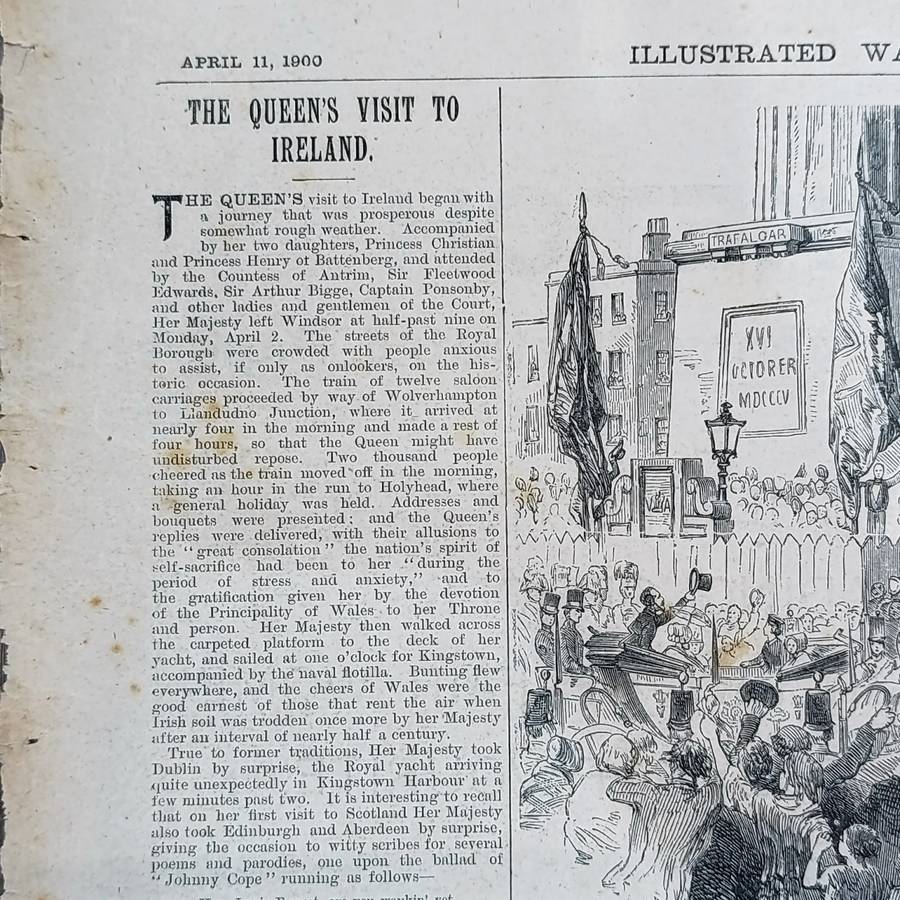 APRIL 11, 1900
ILLUSTRATED WA
THE QUEEN'S VISIT TO
IRELAND.
THE QUEEN'S visit to Ireland began with
a journey that was prosperous despite
somewhat rough weather. Accompanied
by her two daughters, Princess Christian
and Princess Henry of Battenberg, and attended
by the Countess of Antrim, Sir Fleetwood
Edwards, Sir Arthur Bigge, Captain Ponsonby,
and other ladies and gentlemen of the Court,
Her Majesty left Windsor at half-past nine on
Monday, April 2. The streets of the Royal
Borough were crowded with people anxious
to assist, if only as onlookers, on the his-
toric occasion. The train of twelve saloon
carriages proceeded by way of Wolverhampton
to Llandudno Junction, where it arrived at
nearly four in the morning and made a rest of
four hours, so that the Queen might have
undisturbed repose. Two thousand people
cheered as the train moved off in the morning,
taking an hour in the run to Holyhead, where
a general holiday was held. Addresses and
bouquets were presented; and the Queen's
replies were delivered, with their allusions to
the "great consolation" the nation's spirit of
self-sacrifice had been to her "during the
period of stress and anxiety," and to
the gratification given her by the devotion
of the Principality of Wales to her Throne
and person. Her Majesty then walked across
the carpeted platform to the deck of her
yacht, and sailed at one o'clock for Kingstown,
accompanied by the naval flotilla. Bunting flew
everywhere, and the cheers of Wales were the
good earnest of those that rent the air when
Irish soil was trodden once more by her Majesty
after an interval of nearly half a century.
True to former traditions, Her Majesty took
Dublin by surprise, the Royal yacht arriving
quite unexpectedly in Kingstown Harbour at a
few minutes past two. It is interesting to recall
that on her first visit to Scotland Her Majesty
also took Edinburgh and Aberdeen by surprise,
giving the occasion to witty scribes for several
poems and parodies, one upon the ballad of
"Johnny Cope" running as follows—
TRAFALGAR
XVI
OCTOBER
MDCCCV